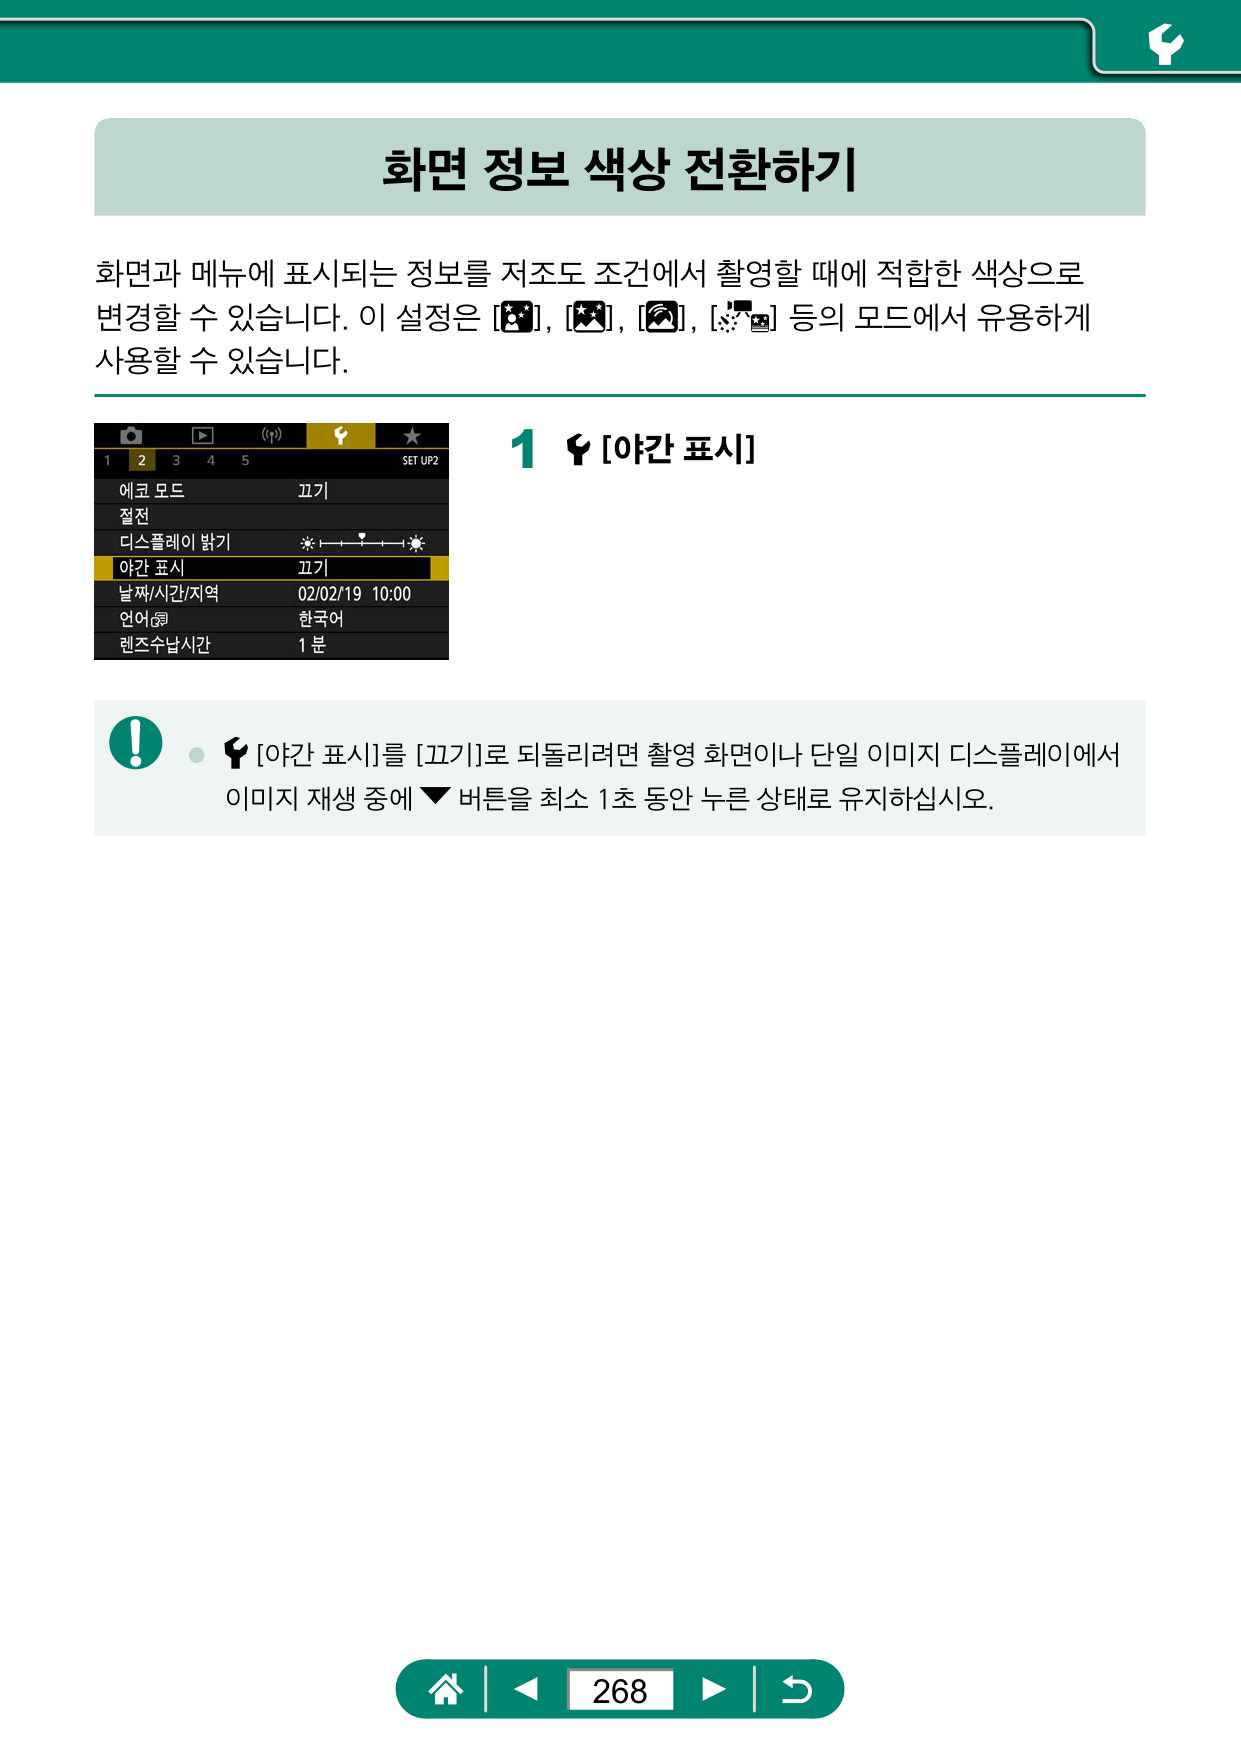 화면 정보 색상 전환하기
화면과 메뉴에 표시되는 정보를 저조도 조건에서 촬영할 때에 적합한 색상으로
변경할 수 있습니다. 이 설정은 [], [], [], [] 등의 모드에서 유용하게
사용할 수 있습니다.
1 2 3 4 5 SET UP2
에코 모드 끄기
절전
디스플레이 밝기
야간 표시 끄기
날짜/시간/지역 02/02/'19 10:00
언어 한국어
렌즈수납시간 1 분
1 [야간 표시]
[야간 표시]를 [끄기]로 되돌리려면 촬영 화면이나 단일 이미지 디스플레이에서
이미지 재생 중에 ▼ 버튼을 최소 1초 동안 누른 상태로 유지하십시오.
268